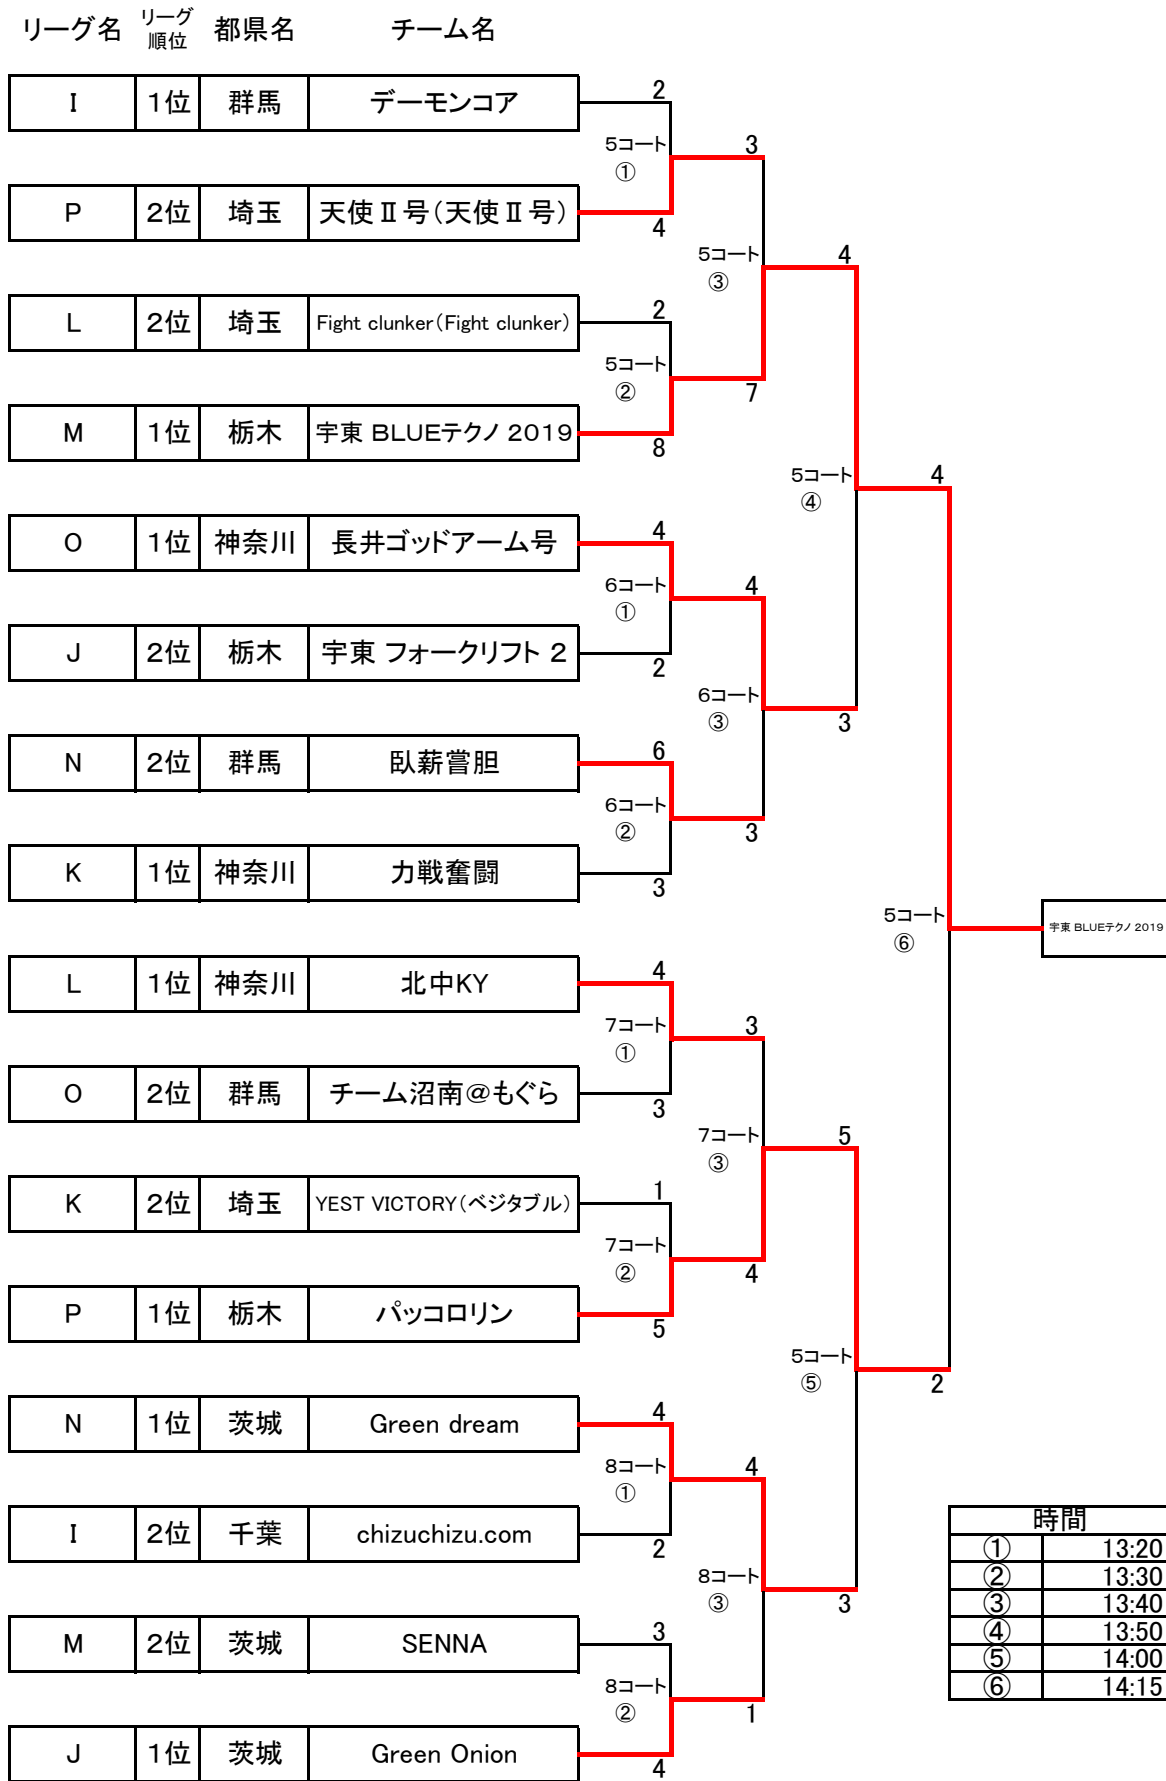 リーグ名 リーグ順位 都県名 チーム名
I 1位 群馬 デーモンコア 2
5コート 3
①
P 2位 埼玉 天使Ⅱ号(天使Ⅱ号) 4
5コート 4
③
L 2位 埼玉 Fight clunker(Fight clunker) 2
5コート
② 7
M 1位 栃木 宇東 BLUEテクノ 2019 8
5コート 4
④
O 1位 神奈川 長井ゴッドアーム号 4
6コート 4
①
J 2位 栃木 宇東 フォークリフト 2 2
6コート
③ 3
N 2位 群馬 臥薪嘗胆 6
6コート
② 3
K 1位 神奈川 力戦奮闘 3
5コート
⑥
宇東 BLUEテクノ 2019
L 1位 神奈川 北中KY 4
7コート 3
①
O 2位 群馬 チーム沼南@もぐら 3
7コート 5
③
K 2位 埼玉 YEST VICTORY(ベジタブル) 1
7コート
② 4
P 1位 栃木 パッコロリン 5
5コート
⑤ 2
N 1位 茨城 Green dream 4
8コート 4
①
I 2位 千葉 chizuchizu.com 2
8コート
③ 3
M 2位 茨城 SENNA 3
8コート
② 1
J 1位 茨城 Green Onion 4
時間
① 13:20
② 13:30
③ 13:40
④ 13:50
⑤ 14:00
⑥ 14:15